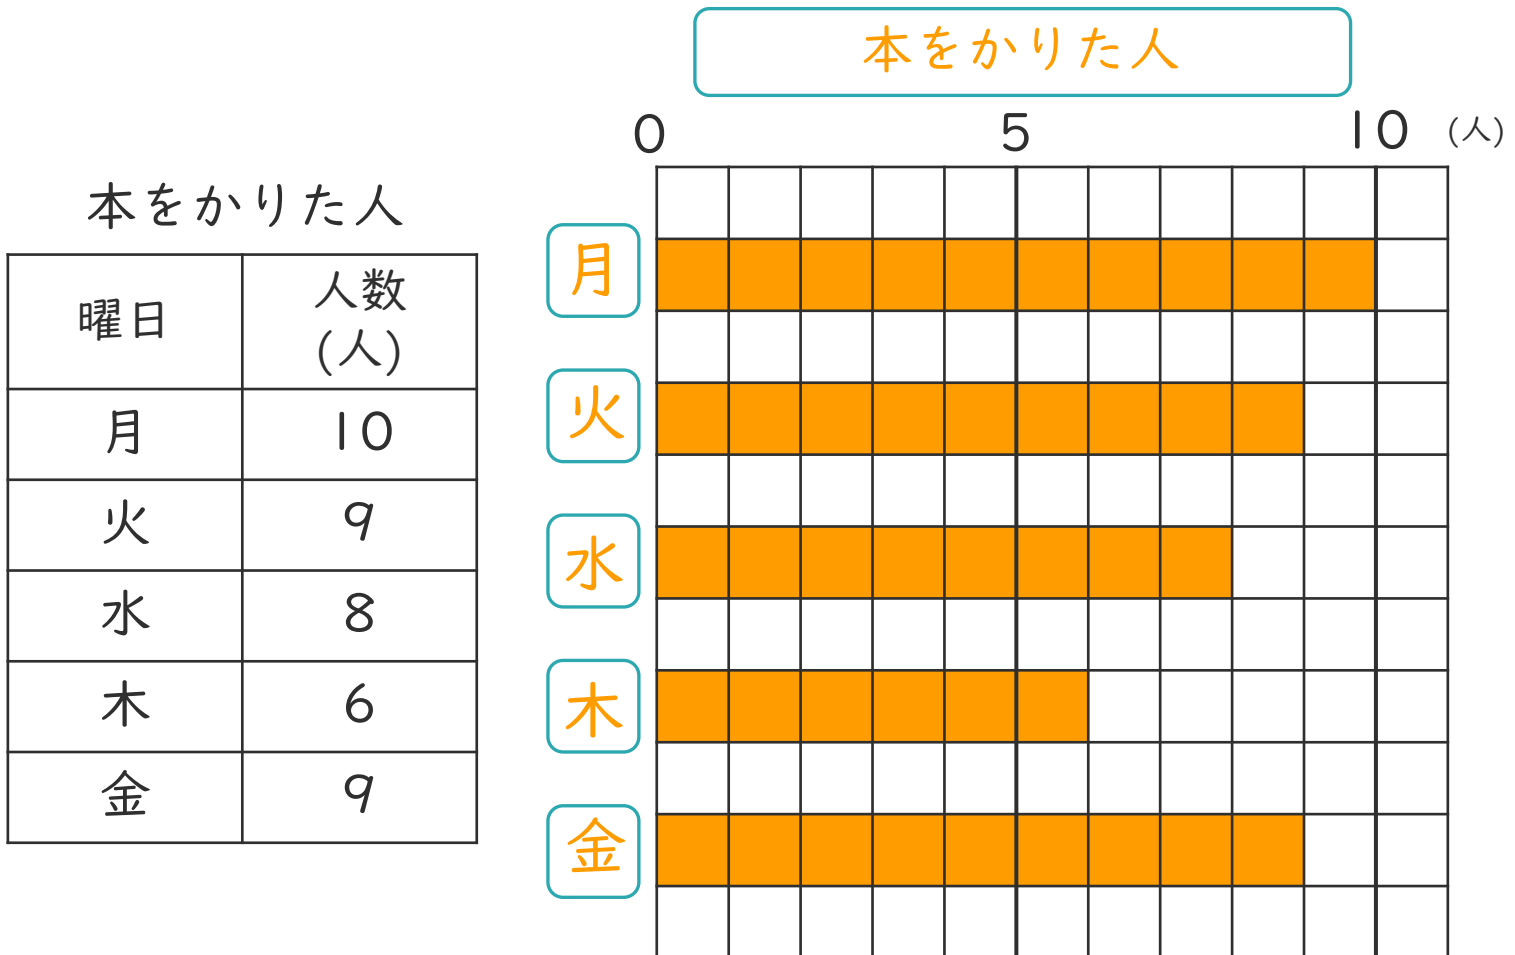 本をかりた人
曜日 人数
(人)
月 10
火 9
水 8
木 6
金 9
本をかりた人
0 5 10 (人)
月
火
水
木
金